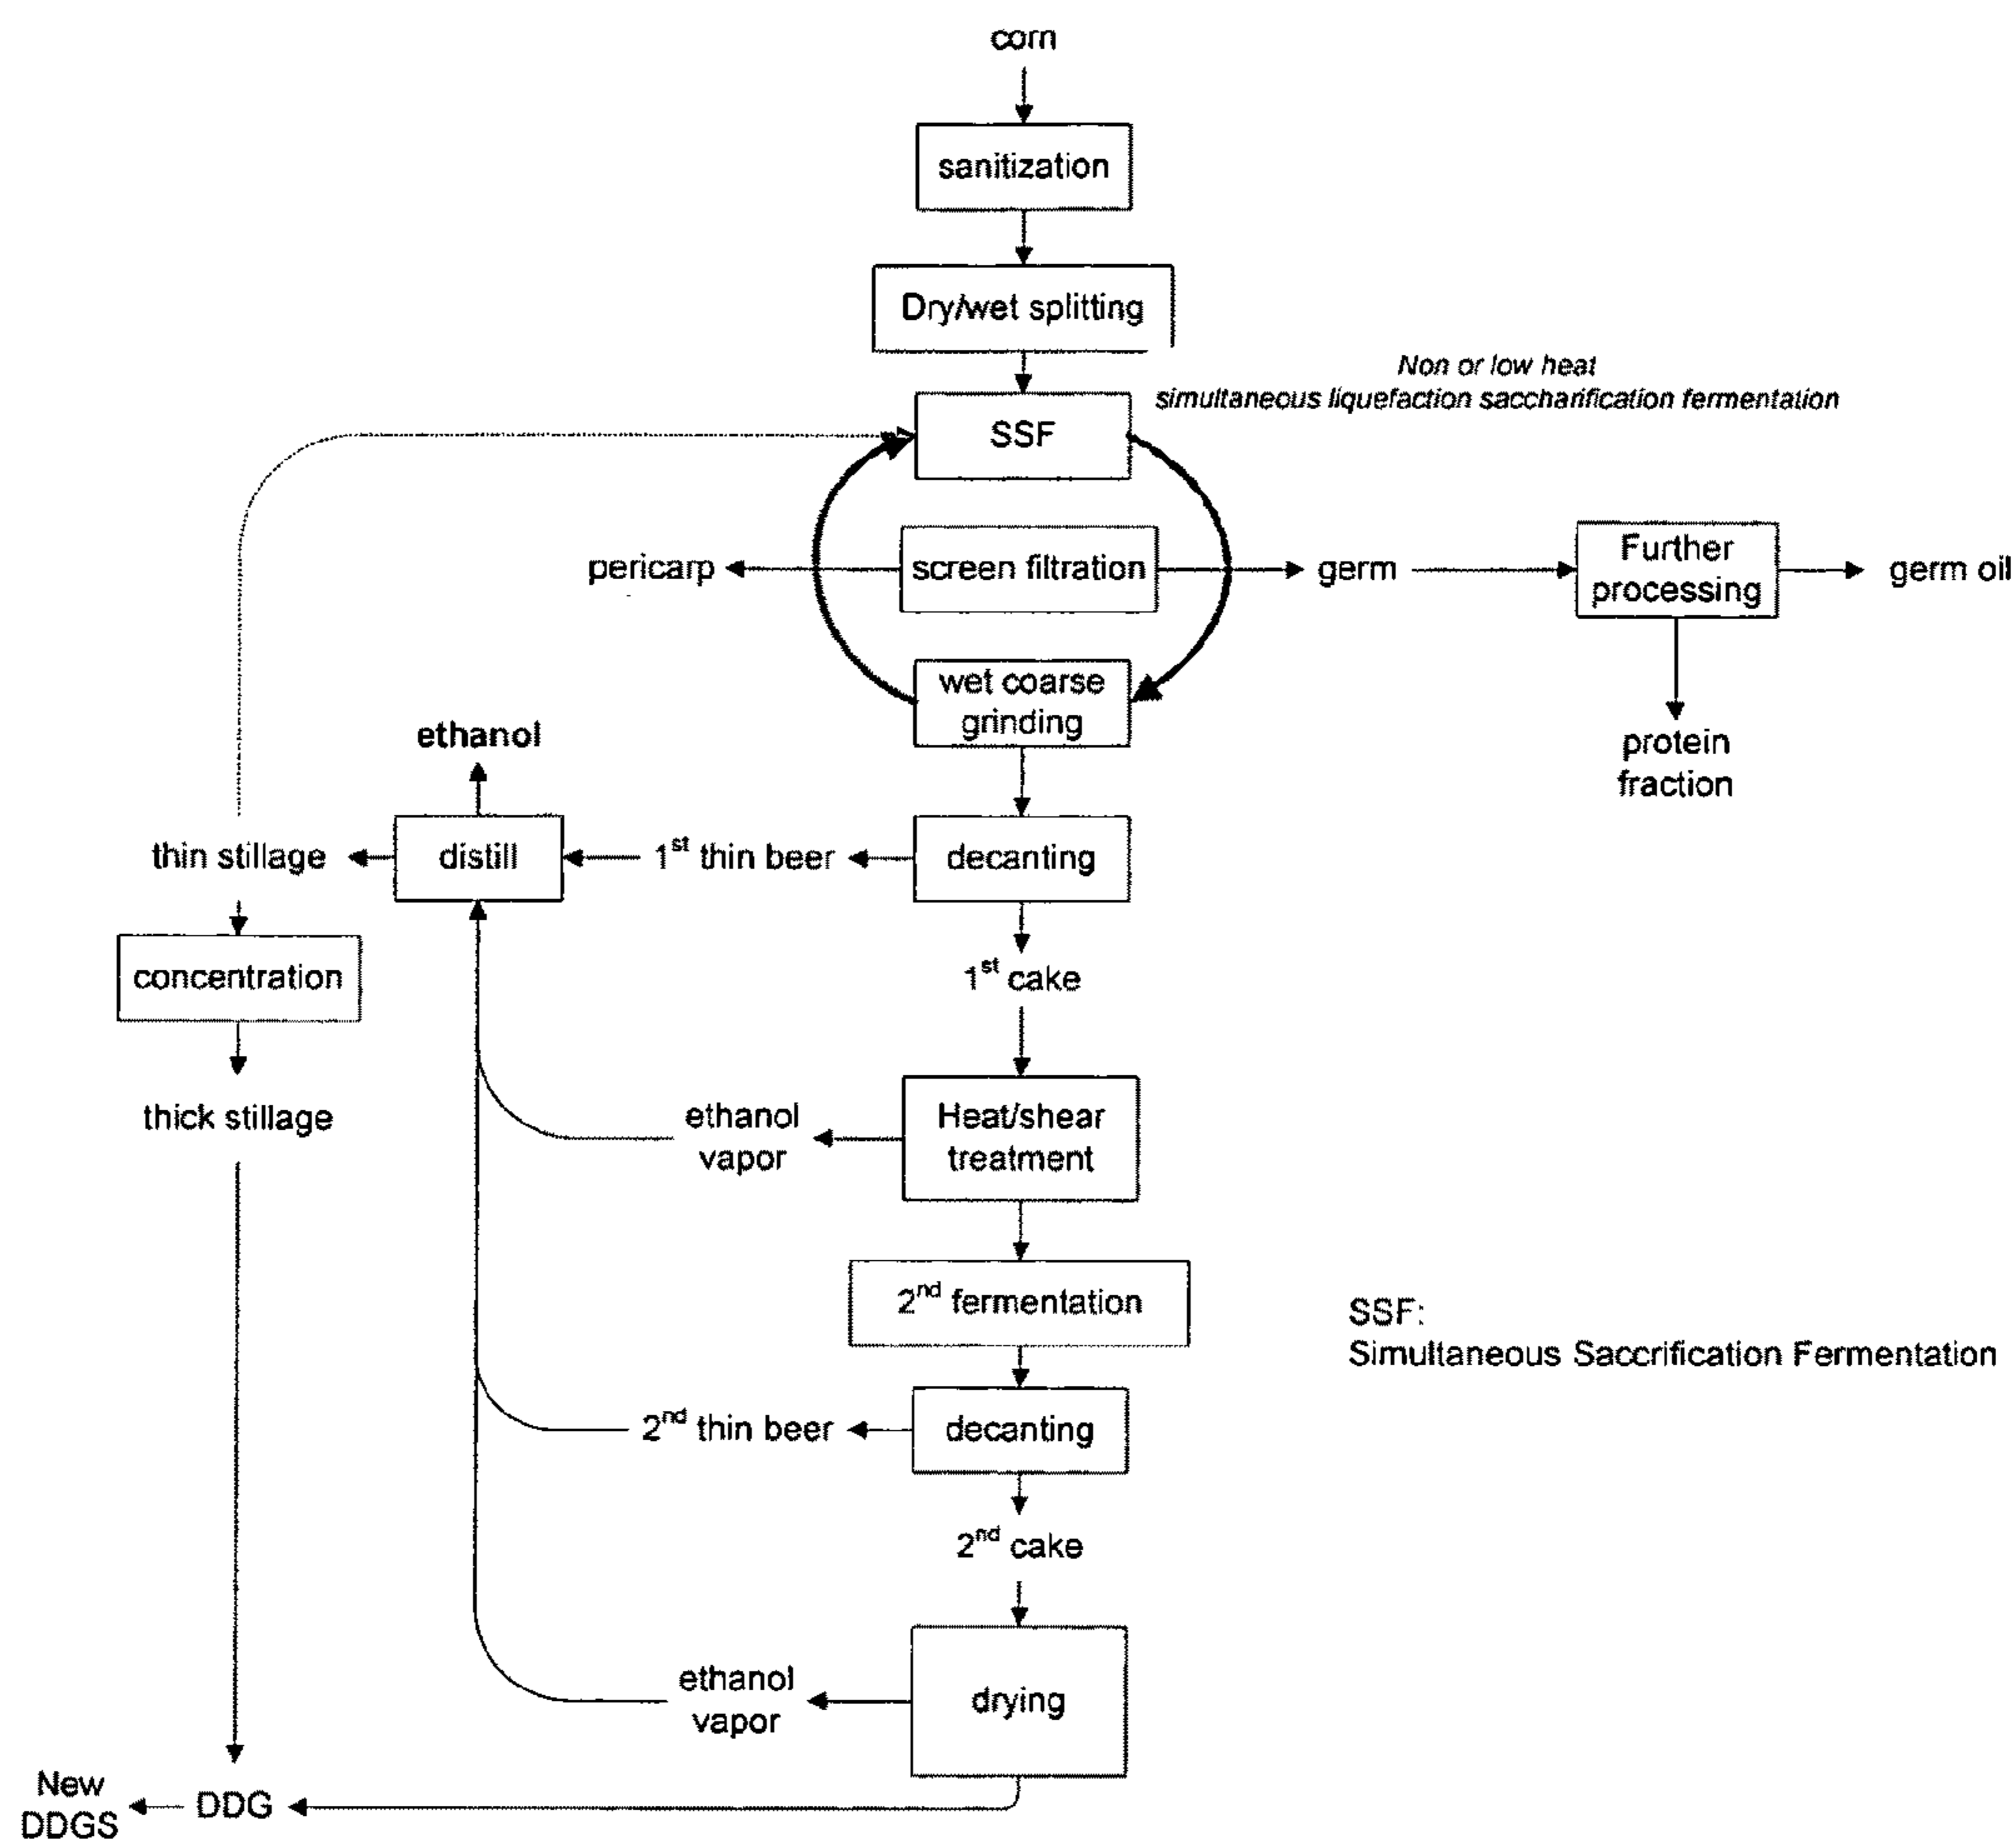 corn
sanitization
Dry/wet splitting
Non or low heat
simultaneous liquefaction saccharification fermentation
SSF
pericarp
screen filtration
germ
Further
processing
germ oil
wet coarse
grinding
protein
fraction
ethanol
thin stillage
distill
1st thin beer
decanting
concentration
1st cake
thick stillage
ethanol
vapor
Heat/shear
treatment
2nd fermentation
SSF:
Simultaneous Saccrification Fermentation
2nd thin beer
decanting
2nd cake
ethanol
vapor
drying
New
DDGS
DDG